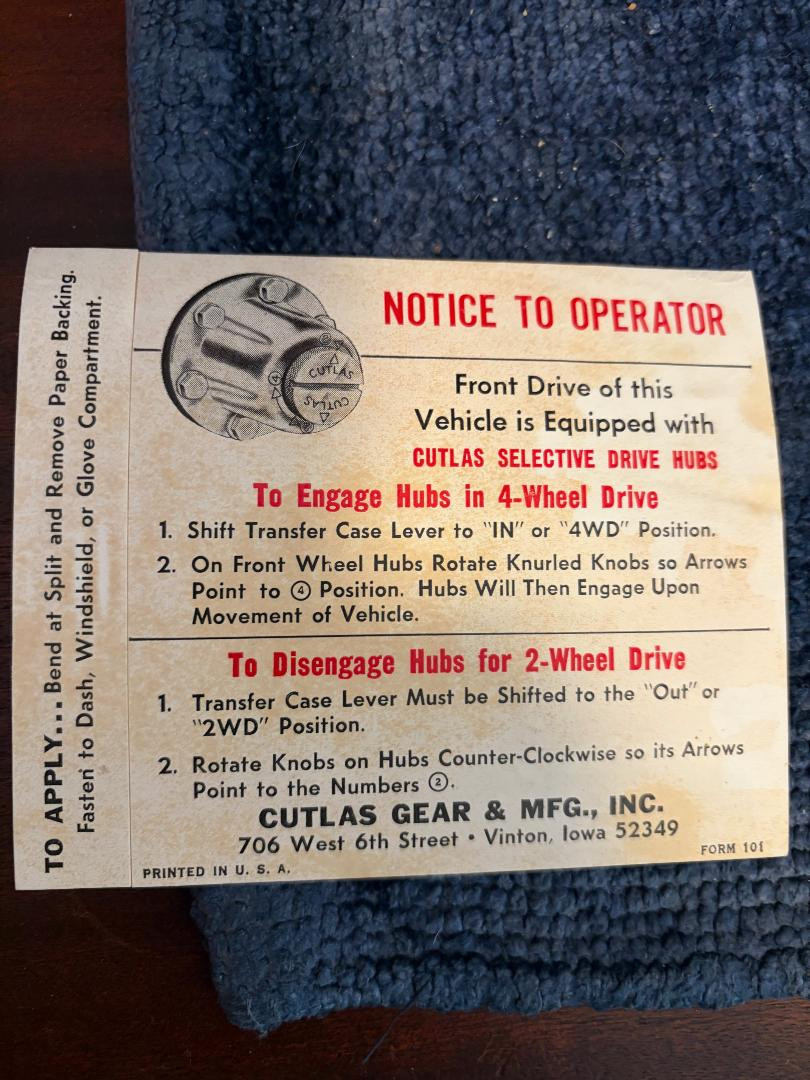 TO APPLY... Bend at Split and Remove Paper Backing.
Fasten to Dash, Windshield, or Glove Compartment.
CUTLAS
CUTLAS
NOTICE TO OPERATOR
Front Drive of this
Vehicle is Equipped with
CUTLAS SELECTIVE DRIVE HUBS
To Engage Hubs in 4-Wheel Drive
1. Shift Transfer Case Lever to "IN" or "4WD" Position.
2. On Front Wheel Hubs Rotate Knurled Knobs so Arrows
Point to ④ Position. Hubs Will Then Engage Upon
Movement of Vehicle.
To Disengage Hubs for 2-Wheel Drive
1. Transfer Case Lever Must be Shifted to the "Out" or
"2WD" Position.
2. Rotate Knobs on Hubs Counter-Clockwise so its Arrows
Point to the Numbers ②.
CUTLAS GEAR & MFG., INC.
706 West 6th Street • Vinton, Iowa 52349
FORM 101
PRINTED IN U. S. A.